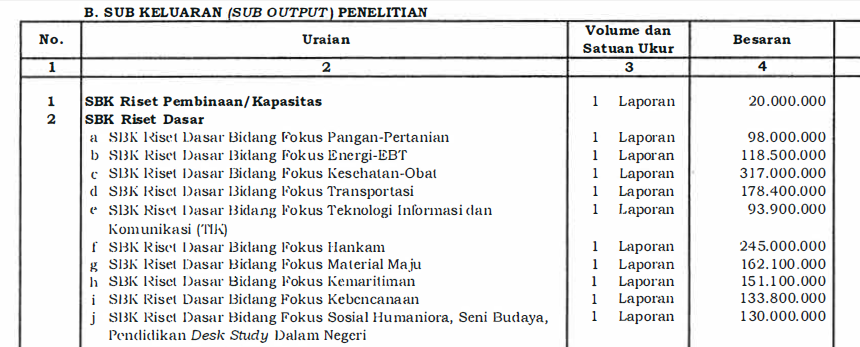 B. SUB KELUARAN (SUB OUTPUT) PENELITIAN
No. Uraian Volume dan Satuan Ukur Besaran
1 2 3 4
1 SBK Riset Pembinaan/Kapasitas 1 Laporan 20.000.000
2 SBK Riset Dasar
a SBK Riset Dasar Bidang Fokus Pangan-Pertanian 1 Laporan 98.000.000
b SBK Riset Dasar Bidang Fokus Energi-EBT 1 Laporan 118.500.000
c SBK Riset Dasar Bidang Fokus Kesehatan-Obat 1 Laporan 317.000.000
d SBK Riset Dasar Bidang Fokus Transportasi 1 Laporan 178.400.000
e SBK Riset Dasar Bidang Fokus Teknologi Informasi dan 1 Laporan 93.900.000
Komunikasi (TIK)
f SBK Riset Dasar Bidang Fokus Hankam 1 Laporan 245.000.000
g SBK Riset Dasar Bidang Fokus Material Maju 1 Laporan 162.100.000
h SBK Riset Dasar Bidang Fokus Kemaritiman 1 Laporan 151.100.000
i SBK Riset Dasar Bidang Fokus Kebencanaan 1 Laporan 133.800.000
j SBK Riset Dasar Bidang Fokus Sosial Humaniora, Seni Budaya, 1 Laporan 130.000.000
Pendidikan Desk Study Dalam Negeri